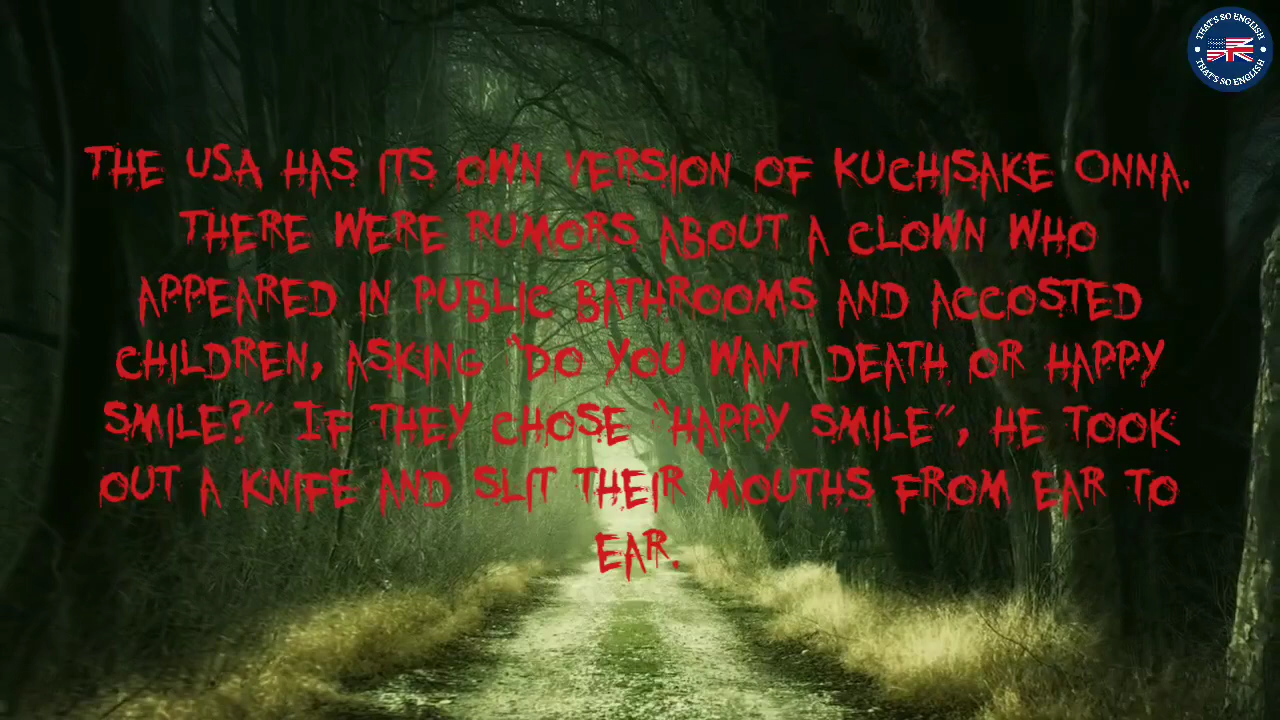 THAT'S SO ENGLISH
THAT'S SO ENGLISH
THE USA HAS ITS OWN VERSION OF KUCHISAKE ONNA.
THERE WERE RUMORS ABOUT A CLOWN WHO
APPEARED IN PUBLIC BATHROOMS AND ACCOSTED
CHILDREN, ASKING "DO YOU WANT DEATH OR HAPPY
SMILE?" IF THEY CHOSE "HAPPY SMILE", HE TOOK
OUT A KNIFE AND SLIT THEIR MOUTHS FROM EAR TO
EAR.